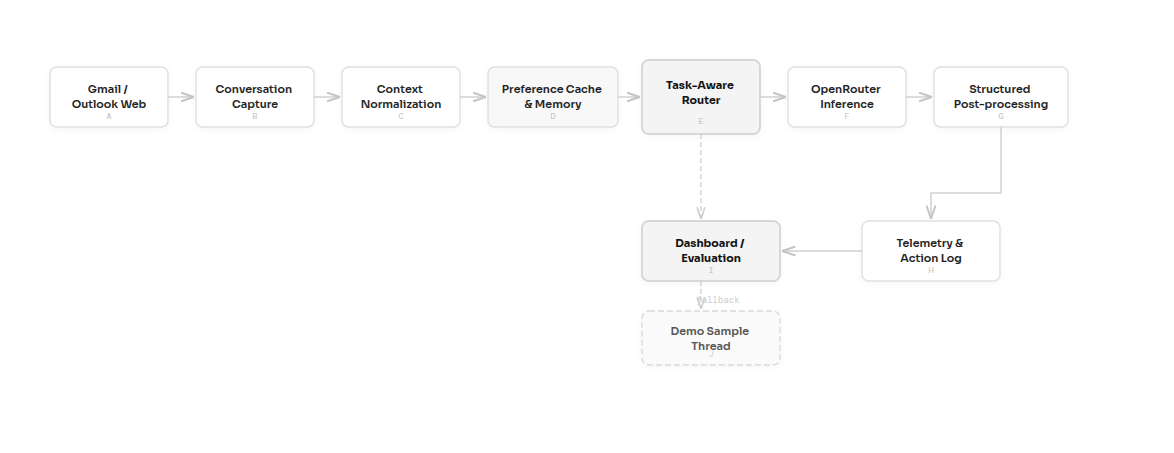 Gmail /
Outlook Web
A
Conversation
Capture
B
Context
Normalization
C
Preference Cache
& Memory
D
Task-Aware
Router
E
OpenRouter
Inference
F
Structured
Post-processing
G
Dashboard /
Evaluation
I
Telemetry &
Action Log
H
Fallback
Demo Sample
Thread
J